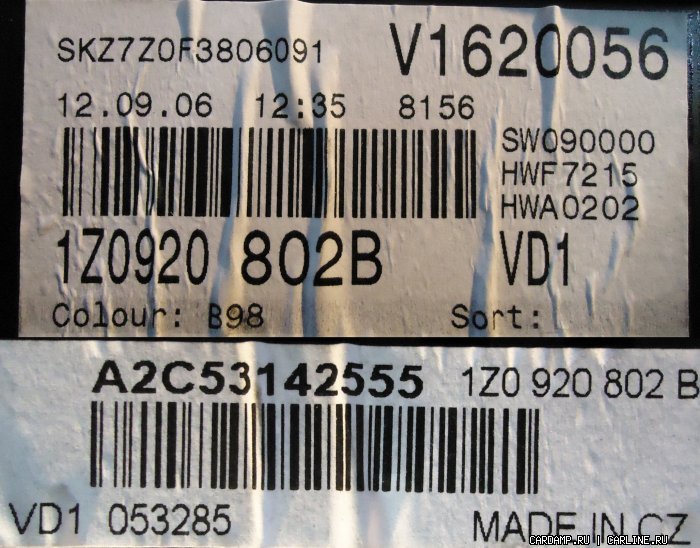 SKZ7Z0F3806091 V1620056
12.09.06 12:35 8156
SW090000
HWF7215
HWA0202
1Z0920 802B VD1
Colour: B98 Sort:
A2C53142555 1Z0 920 802 B
VD1 053285 MADE IN CZ
CARDAMP.RU | CARLINE.RU